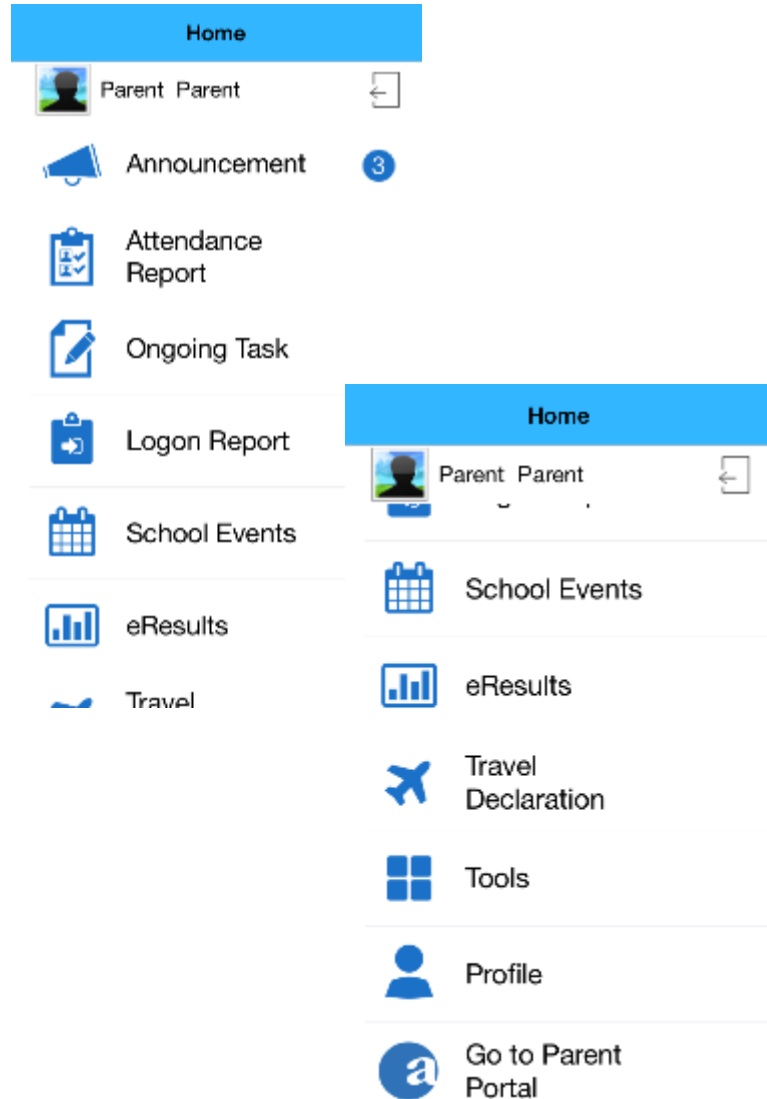 Home
Parent Parent
Announcement 3
Attendance
Report
Ongoing Task
Logon Report
School Events
eResults
Travel
Home
Parent Parent
School Events
eResults
Travel
Declaration
Tools
Profile
a
Go to Parent
Portal